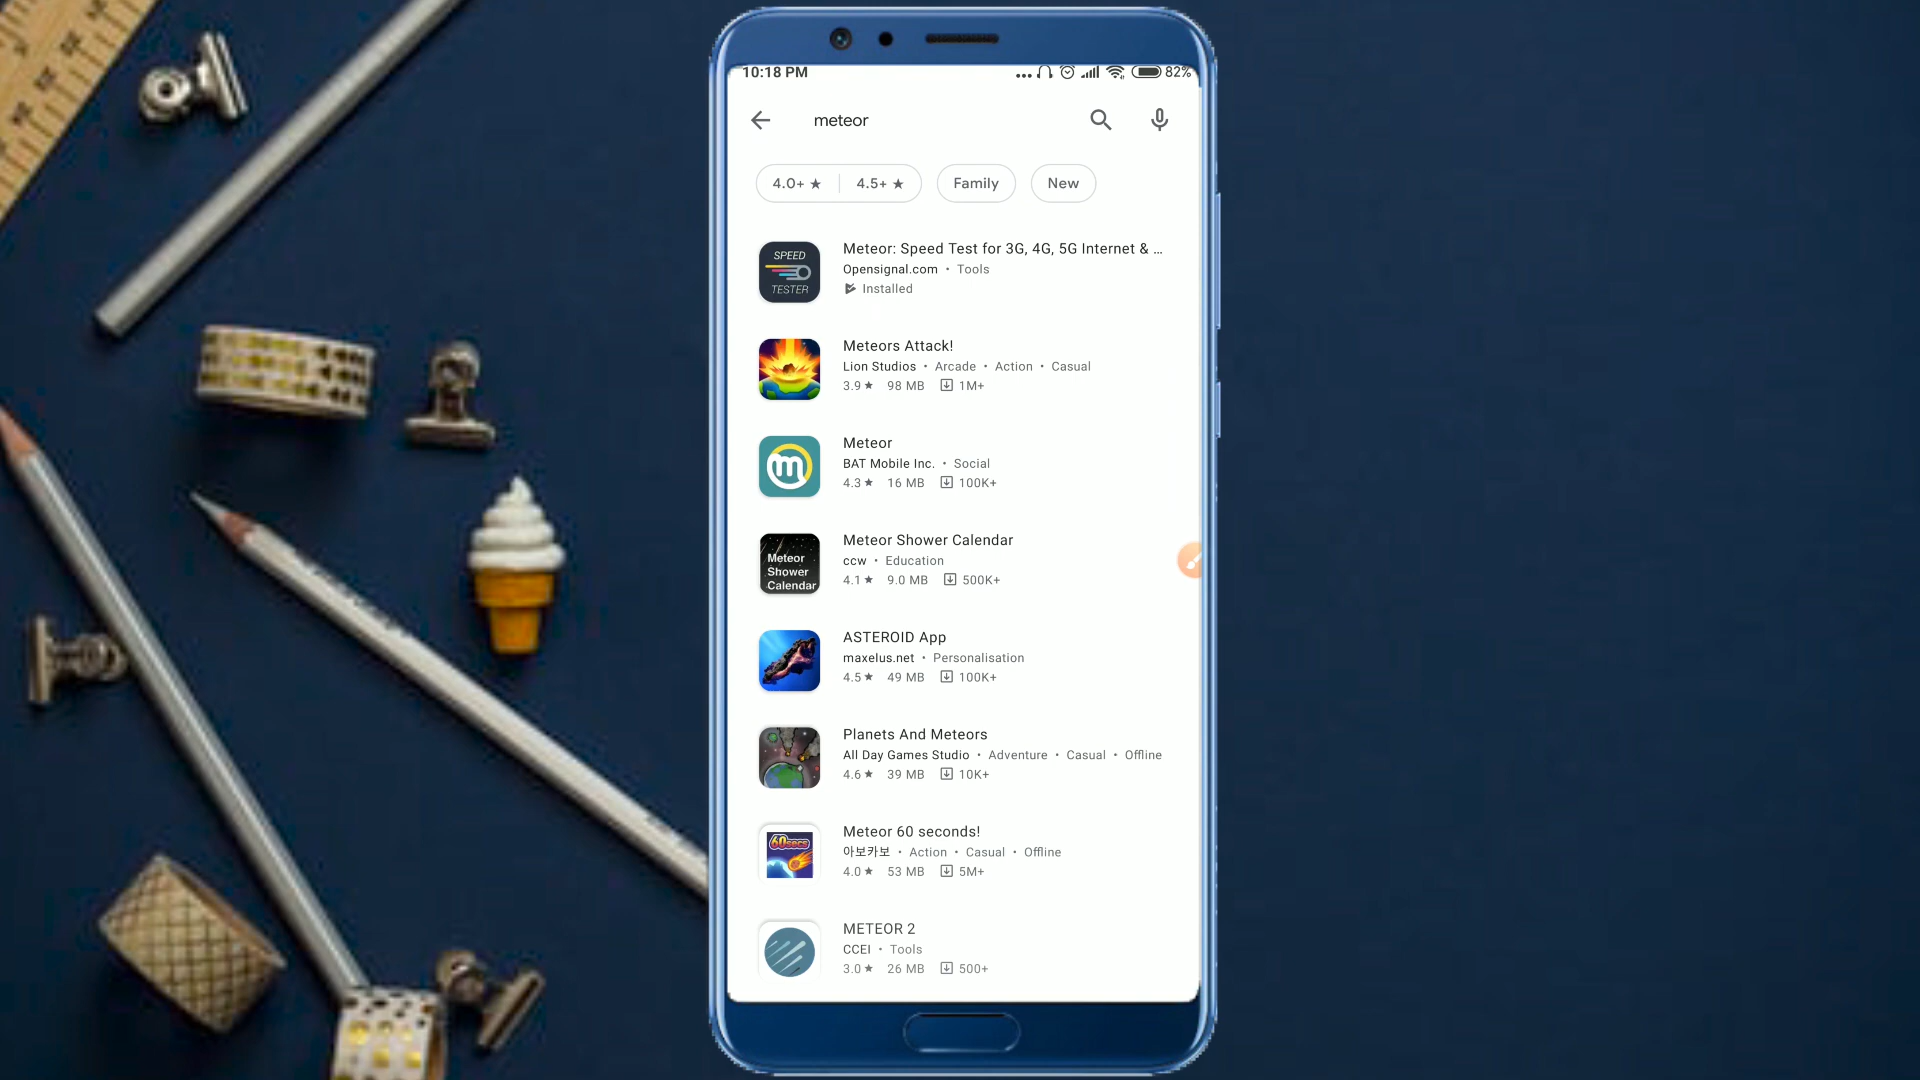 10:18 PM
82%
meteor
4.0+ ★ 4.5+ ★ Family New
SPEED
TESTER
Meteor: Speed Test for 3G, 4G, 5G Internet & ...
Opensignal.com • Tools
Installed
Meteors Attack!
Lion Studios • Arcade • Action • Casual
3.9 ★ 98 MB 1M+
m
Meteor
BAT Mobile Inc. • Social
4.3 ★ 16 MB 100K+
Meteor
Shower
Calendar
Meteor Shower Calendar
ccw • Education
4.1 ★ 9.0 MB 500K+
ASTEROID App
maxelus.net • Personalisation
4.5 ★ 49 MB 100K+
Planets And Meteors
All Day Games Studio • Adventure • Casual • Offline
4.6 ★ 39 MB 10K+
60secs
Meteor 60 seconds!
아보카보 • Action • Casual • Offline
4.0 ★ 53 MB 5M+
METEOR 2
CCEI • Tools
3.0 ★ 26 MB 500+